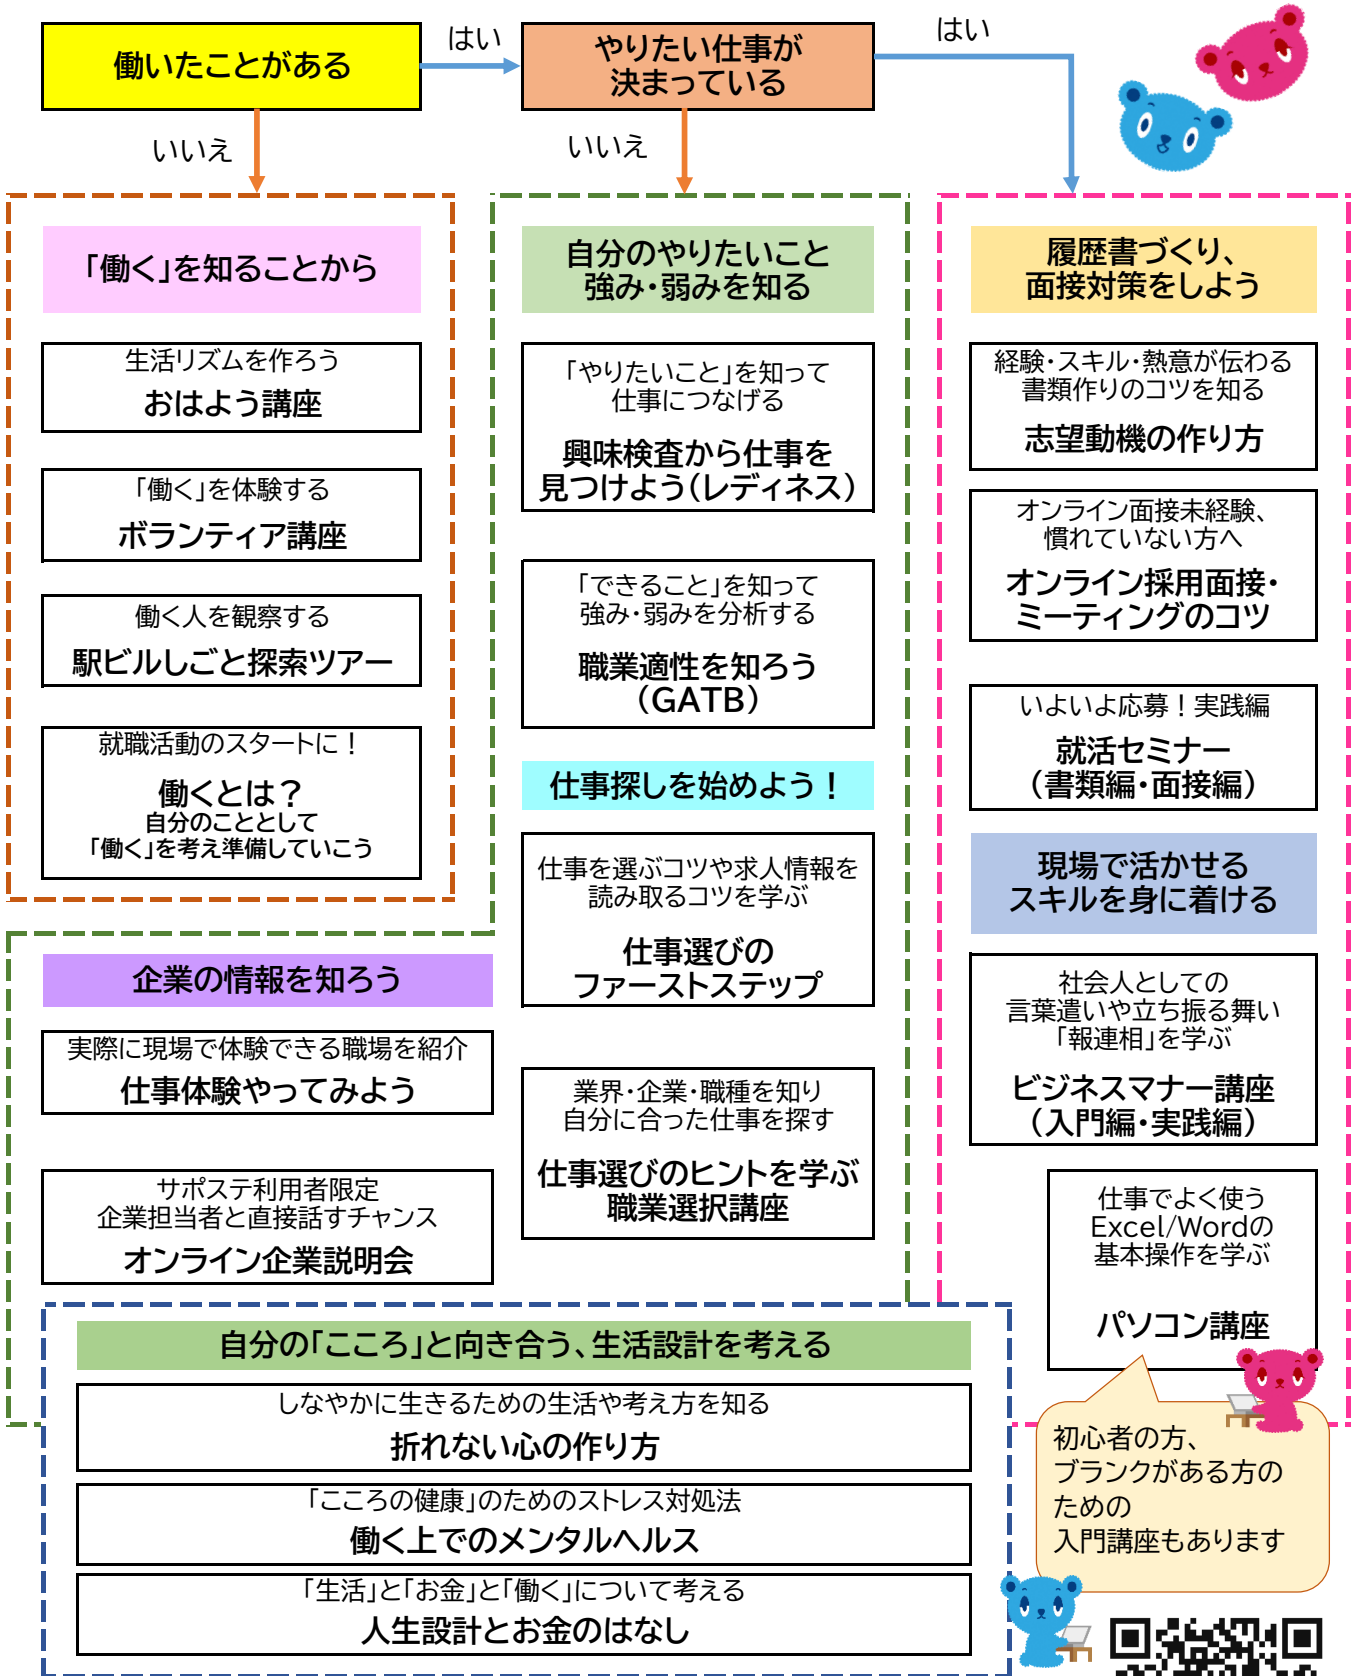 働いたことがある
はい
やりたい仕事が
決まっている
はい
いいえ
いいえ
「働く」を知ることから
生活リズムを作ろう
おはよう講座
「働く」を体験する
ボランティア講座
働く人を観察する
駅ビルしごと探索ツアー
就職活動のスタートに！
働くとは？
自分のこととして
「働く」を考え準備していこう
自分のやりたいこと
強み・弱みを知る
「やりたいこと」を知って
仕事につなげる
興味検査から仕事を
見つけよう（レディネス）
「できること」を知って
強み・弱みを分析する
職業適性を知ろう
（GATB）
仕事探しを始めよう！
仕事を選ぶコツや求人情報を
読み取るコツを学ぶ
仕事選びの
ファーストステップ
業界・企業・職種を知り
自分に合った仕事を探す
仕事選びのヒントを学ぶ
職業選択講座
企業の情報を知ろう
実際に現場で体験できる職場を紹介
仕事体験やってみよう
サポステ利用者限定
企業担当者と直接話すチャンス
オンライン企業説明会
履歴書づくり、
面接対策をしよう
経験・スキル・熱意が伝わる
書類作りのコツを知る
志望動機の作り方
オンライン面接未経験、
慣れていない方へ
オンライン採用面接・
ミーティングのコツ
いよいよ応募！実践編
就活セミナー
（書類編・面接編）
現場で活かせる
スキルを身に着ける
社会人としての
言葉遣いや立ち振る舞い
「報連相」を学ぶ
ビジネスマナー講座
（入門編・実践編）
仕事でよく使う
Excel/Wordの
基本操作を学ぶ
パソコン講座
初心者の方、
ブランクがある方の
ための
入門講座もあります
自分の「こころ」と向き合う、生活設計を考える
しなやかに生きるための生活や考え方を知る
折れない心の作り方
「こころの健康」のためのストレス対処法
働く上でのメンタルヘルス
「生活」と「お金」と「働く」について考える
人生設計とお金のはなし